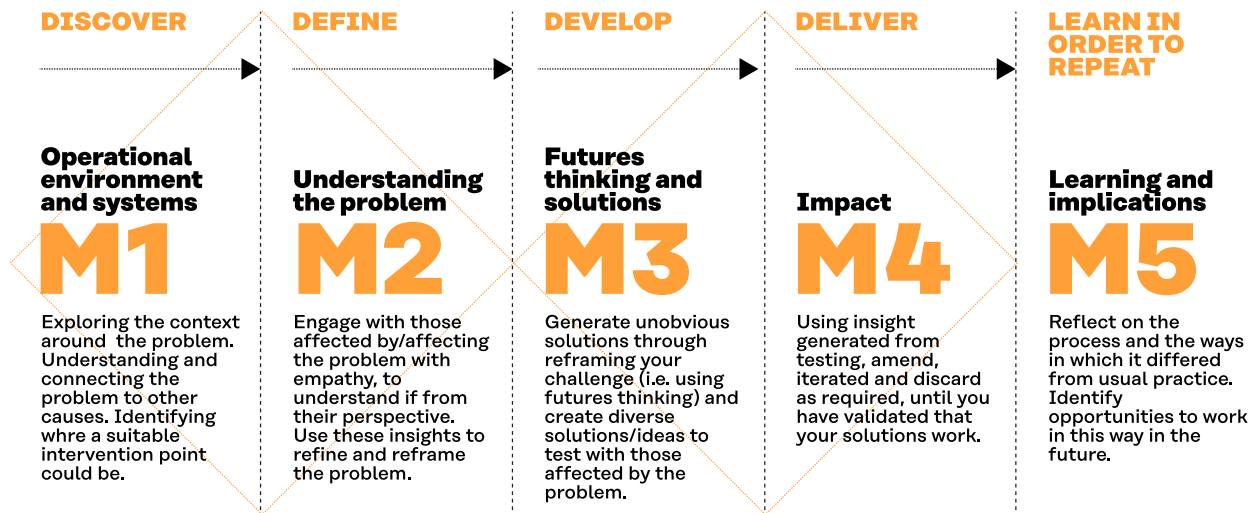 DISCOVER
Operational
environment
and systems
M1
Exploring the context
around  the problem.
Understanding and
connecting the
problem to other
causes. Identifying
whre a suitable
intervention point
could be.
DEFINE
Understanding
the problem
M2
Engage with those
affected by/affecting
the problem with
empathy, to
understand if from
their perspective.
Use these insights to
refine and reframe
the problem.
DEVELOP
Futures
thinking and
solutions
M3
Generate unobvious
solutions through
reframing your
challenge (i.e. using
futures thinking) and
create diverse
solutions/ideas to
test with those
affected by the
problem.
DELIVER
Impact
M4
Using insight
generated from
testing, amend,
iterated and discard
as required, until you
have validated that
your solutions work.
LEARN IN
ORDER TO
REPEAT
Learning and
implications
M5
Reflect on the
process and the ways
in which it differed
from usual practice.
Identify
opportunities to work
in this way in the
future.